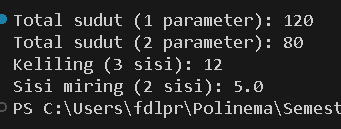 Total sudut (1 parameter): 120
Total sudut (2 parameter): 80
Keliling (3 sisi): 12
Sisi miring (2 sisi): 5.0
PS C:\Users\fdlpr\Polinema\Semest